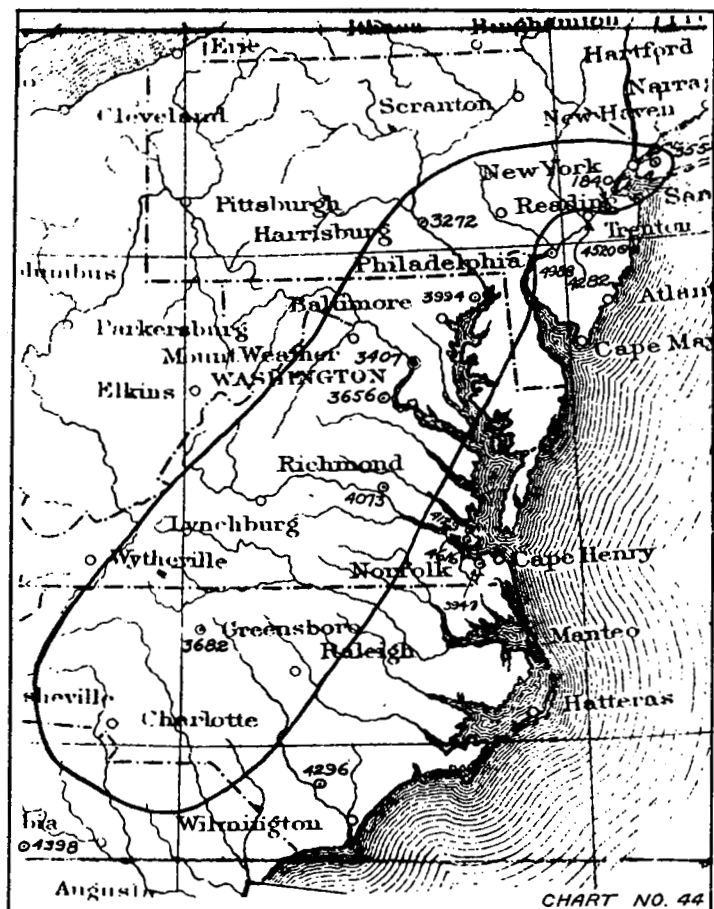 Erie
Hartford
Cleveland
Scranton
New Haven
New York
1840
Pittsburgh
3272
Reading
Harrisburg
Trenton
4520
Philadelphia
4988
4282
Baltimore
3994
Parkersburg
Cape May
Mount Weather
3407
WASHINGTON
Elkins
3656
Richmond
4073
Lynchburg
Wytheville
Norfolk
Cape Henry
3947
Greensboro
3682
Raleigh
Manteo
Hatteras
Charlotte
4296
Wilmington
4398
CHART NO. 44